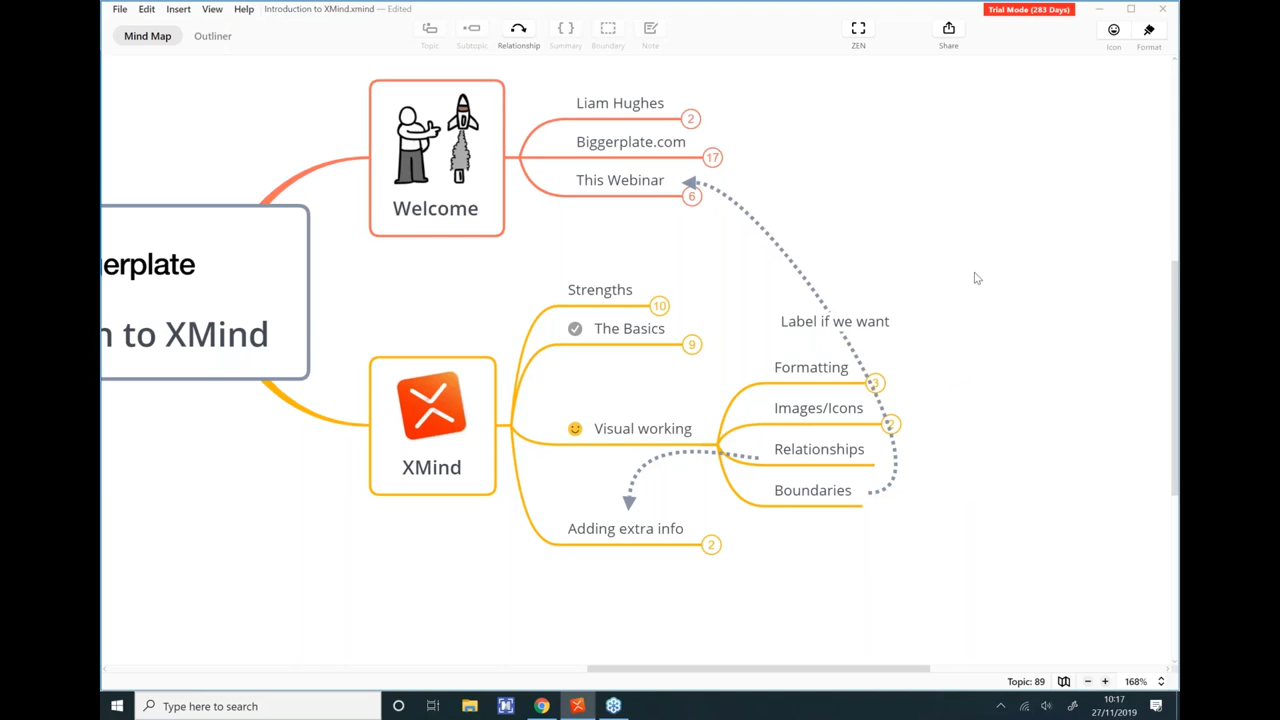 File Edit Insert View Help Introduction to XMind.xmind — Edited Trial Mode (283 Days)
Mind Map Outliner
Topic Subtopic Relationship Summary Boundary Note ZEN Share Icon Format
Liam Hughes 2
Biggerplate.com 17
This Webinar 6
Welcome
erplate
to XMind
Strengths 10
The Basics 9
Label if we want
Formatting 3
Images/Icons 2
Visual working
Relationships
XMind
Boundaries
Adding extra info 2
Topic: 89 168%
Type here to search
10:17
27/11/2019